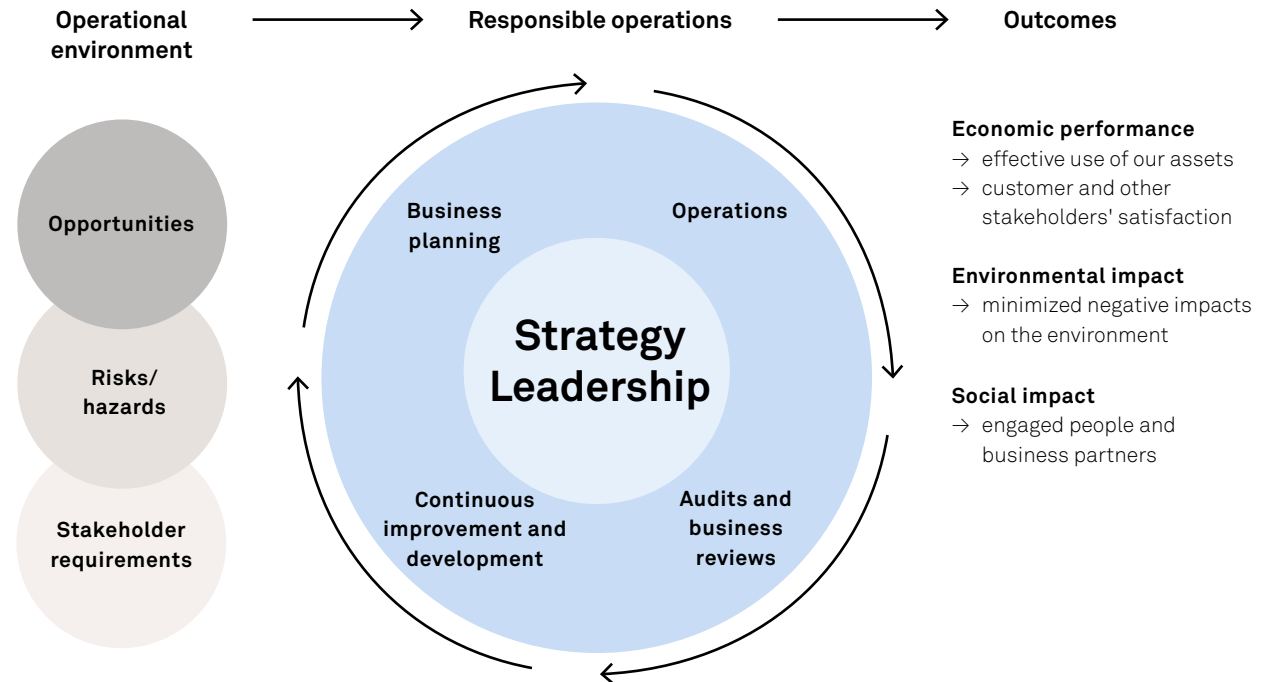 Operational
environment
Responsible operations
Outcomes
Opportunities
Risks/
hazards
Stakeholder
requirements
Business
planning
Operations
Strategy
Leadership
Continuous
improvement and
development
Audits and
business
reviews
Economic performance
→ effective use of our assets
→ customer and other
stakeholders' satisfaction
Environmental impact
→ minimized negative impacts
on the environment
Social impact
→ engaged people and
business partners